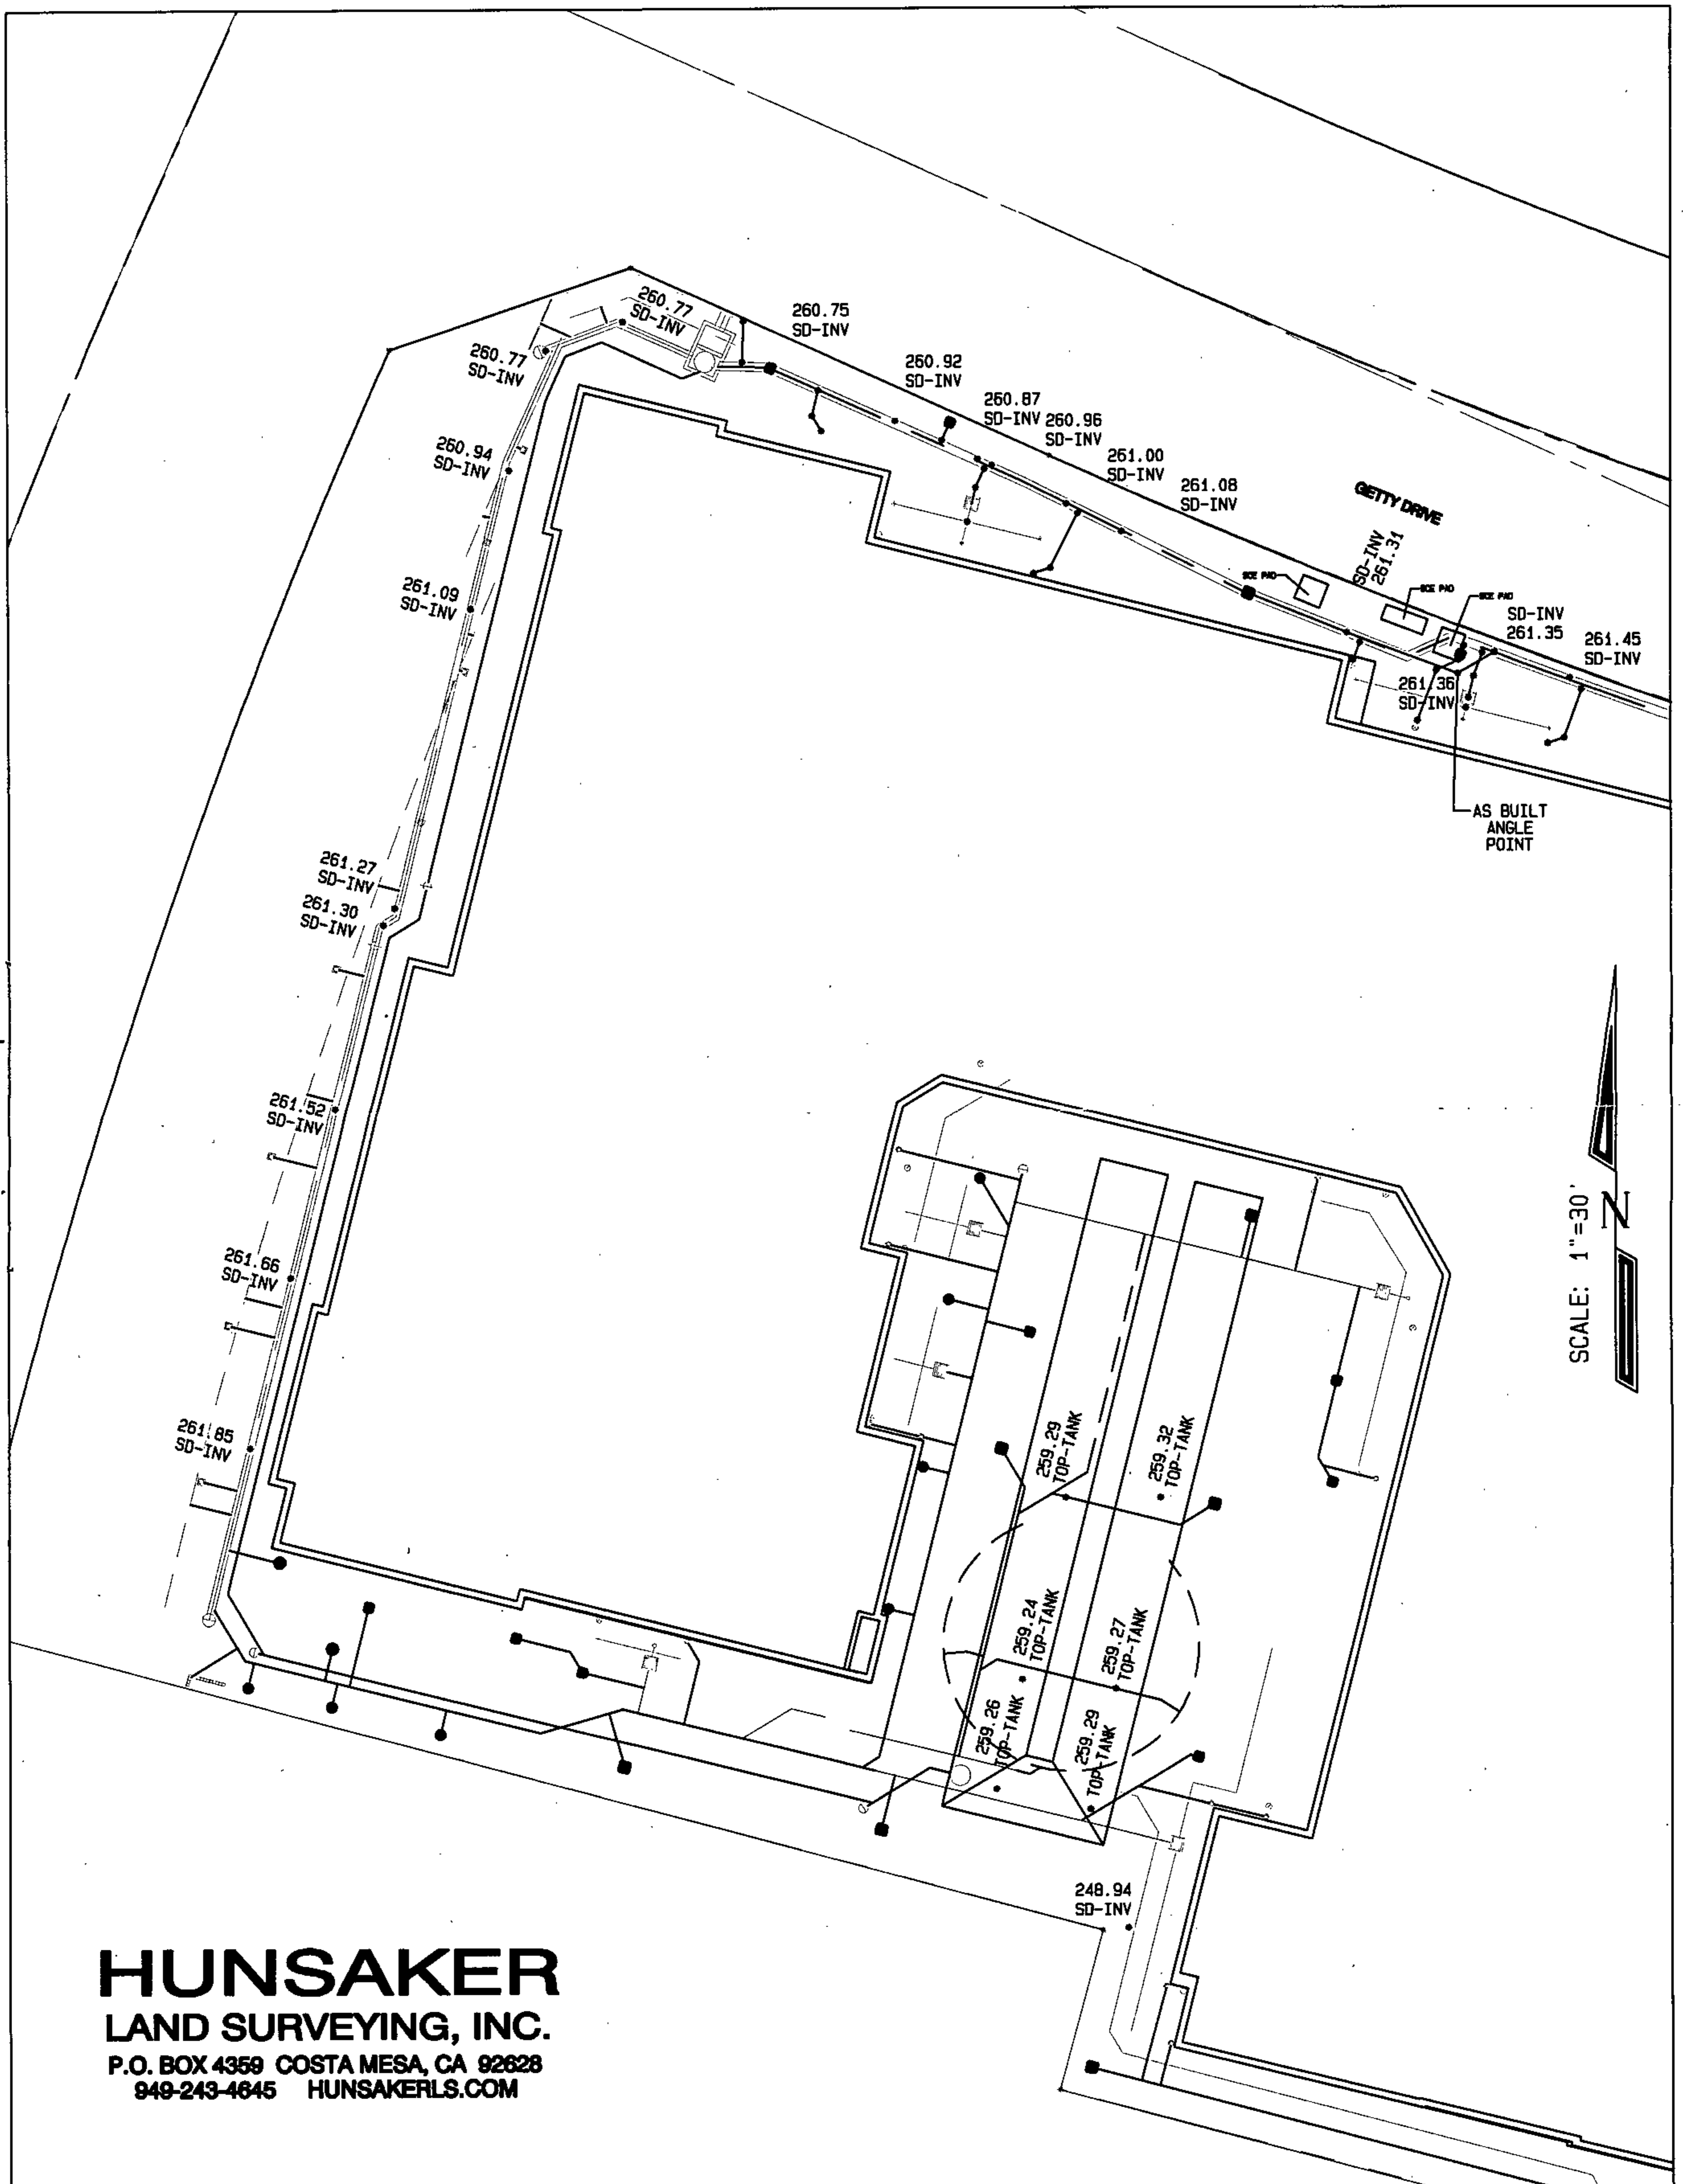 260.77
SD-INV
260.75
SD-INV
260.77
SD-INV
260.92
SD-INV
260.87
SD-INV
260.96
SD-INV
260.94
SD-INV
261.00
SD-INV
261.08
SD-INV
GETTY DRIVE
SD-INV
261.31
SCE PAD
SCE PAD
SCE PAD
SD-INV
261.35
261.45
SD-INV
261.09
SD-INV
261.36
SD-INV
AS BUILT
ANGLE
POINT
261.27
SD-INV
261.30
SD-INV
261.52
SD-INV
SCALE: 1"=30'
N
261.66
SD-INV
261.85
SD-INV
259.29
TOP-TANK
259.32
TOP-TANK
259.24
TOP-TANK
259.27
TOP-TANK
259.26
TOP-TANK
259.29
TOP-TANK
248.94
SD-INV
HUNSAKER
LAND SURVEYING, INC.
P.O. BOX 4359 COSTA MESA, CA 92628
949-243-4645 HUNSAKERLS.COM